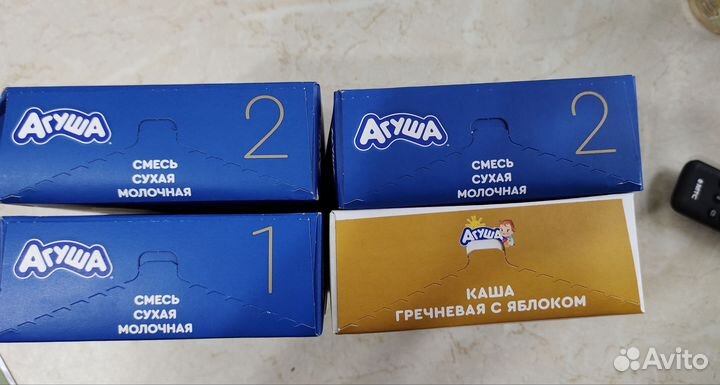 АГУША
2
СМЕСЬ
СУХАЯ
МОЛОЧНАЯ
АГУША
2
СМЕСЬ
СУХАЯ
МОЛОЧНАЯ
АГУША
1
СМЕСЬ
СУХАЯ
МОЛОЧНАЯ
АГУША
КАША
ГРЕЧНЕВАЯ С ЯБЛОКОМ
МТС
Avito